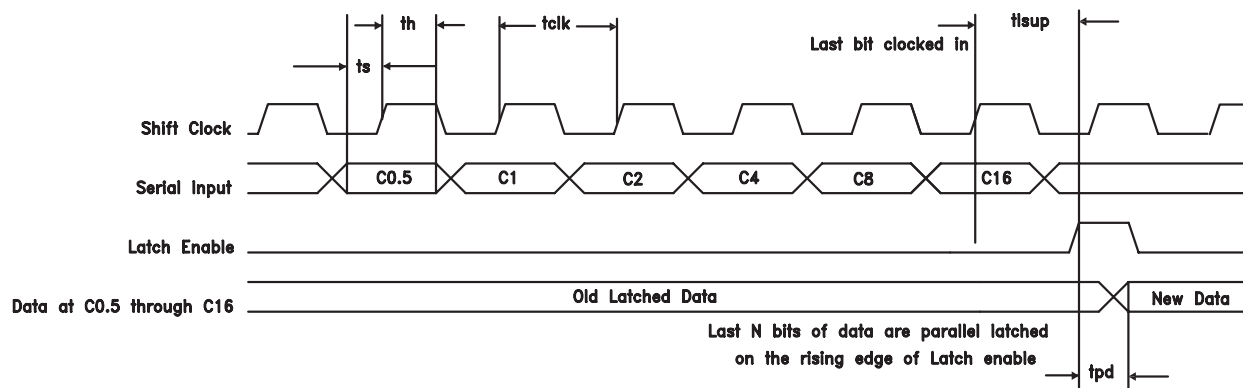 th
tclk
tlsup
Last bit clocked in
ts
Shift Clock
Serial Input
C0.5
C1
C2
C4
C8
C16
Latch Enable
Data at C0.5 through C16
Old Latched Data
New Data
Last N bits of data are parallel latched
on the rising edge of Latch enable
tpd